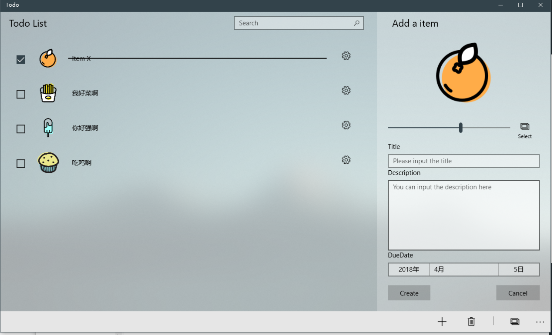 Todo
Todo List
Search
Add a item
Item X
我好菜啊
你好强啊
吃鸡啊
Select
Title
Please input the title
Description
You can input the description here
DueDate
2018年 4月 5日
Create Cancel